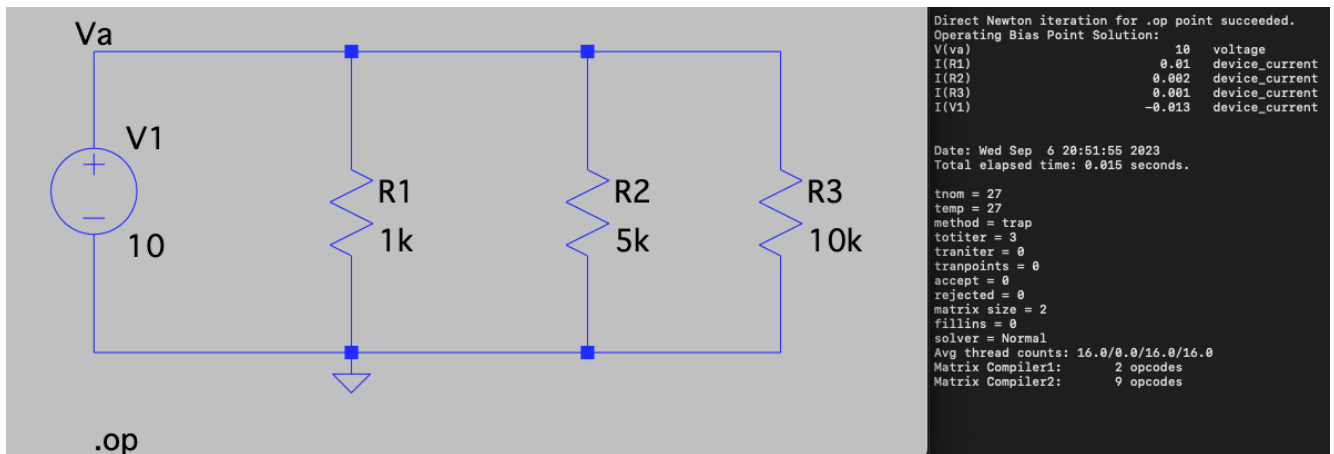 Va
V1
+
−
10
R1
1k
R2
5k
R3
10k
.op
Direct Newton iteration for .op point succeeded.
Operating Bias Point Solution:
V(va) 10 voltage
I(R1) 0.01 device_current
I(R2) 0.002 device_current
I(R3) 0.001 device_current
I(V1) −0.013 device_current
Date: Wed Sep  6 20:51:55 2023
Total elapsed time: 0.015 seconds.
tnom = 27
temp = 27
method = trap
totiter = 3
traniter = 0
tranpoints = 0
accept = 0
rejected = 0
matrix size = 2
fillins = 0
solver = Normal
Avg thread counts: 16.0/0.0/16.0/16.0
Matrix Compiler1: 2 opcodes
Matrix Compiler2: 9 opcodes